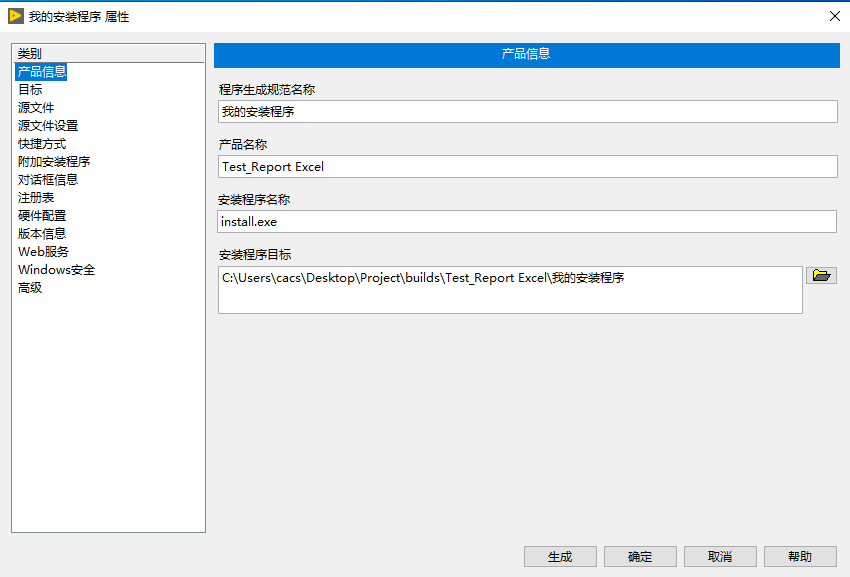 我的安装程序 属性
类别
产品信息
目标
源文件
源文件设置
快捷方式
附加安装程序
对话框信息
注册表
硬件配置
版本信息
Web服务
Windows安全
高级
产品信息
程序生成规范名称
我的安装程序
产品名称
Test_Report Excel
安装程序名称
install.exe
安装程序目标
C:\Users\cacs\Desktop\Project\builds\Test_Report Excel\我的安装程序
生成
确定
取消
帮助